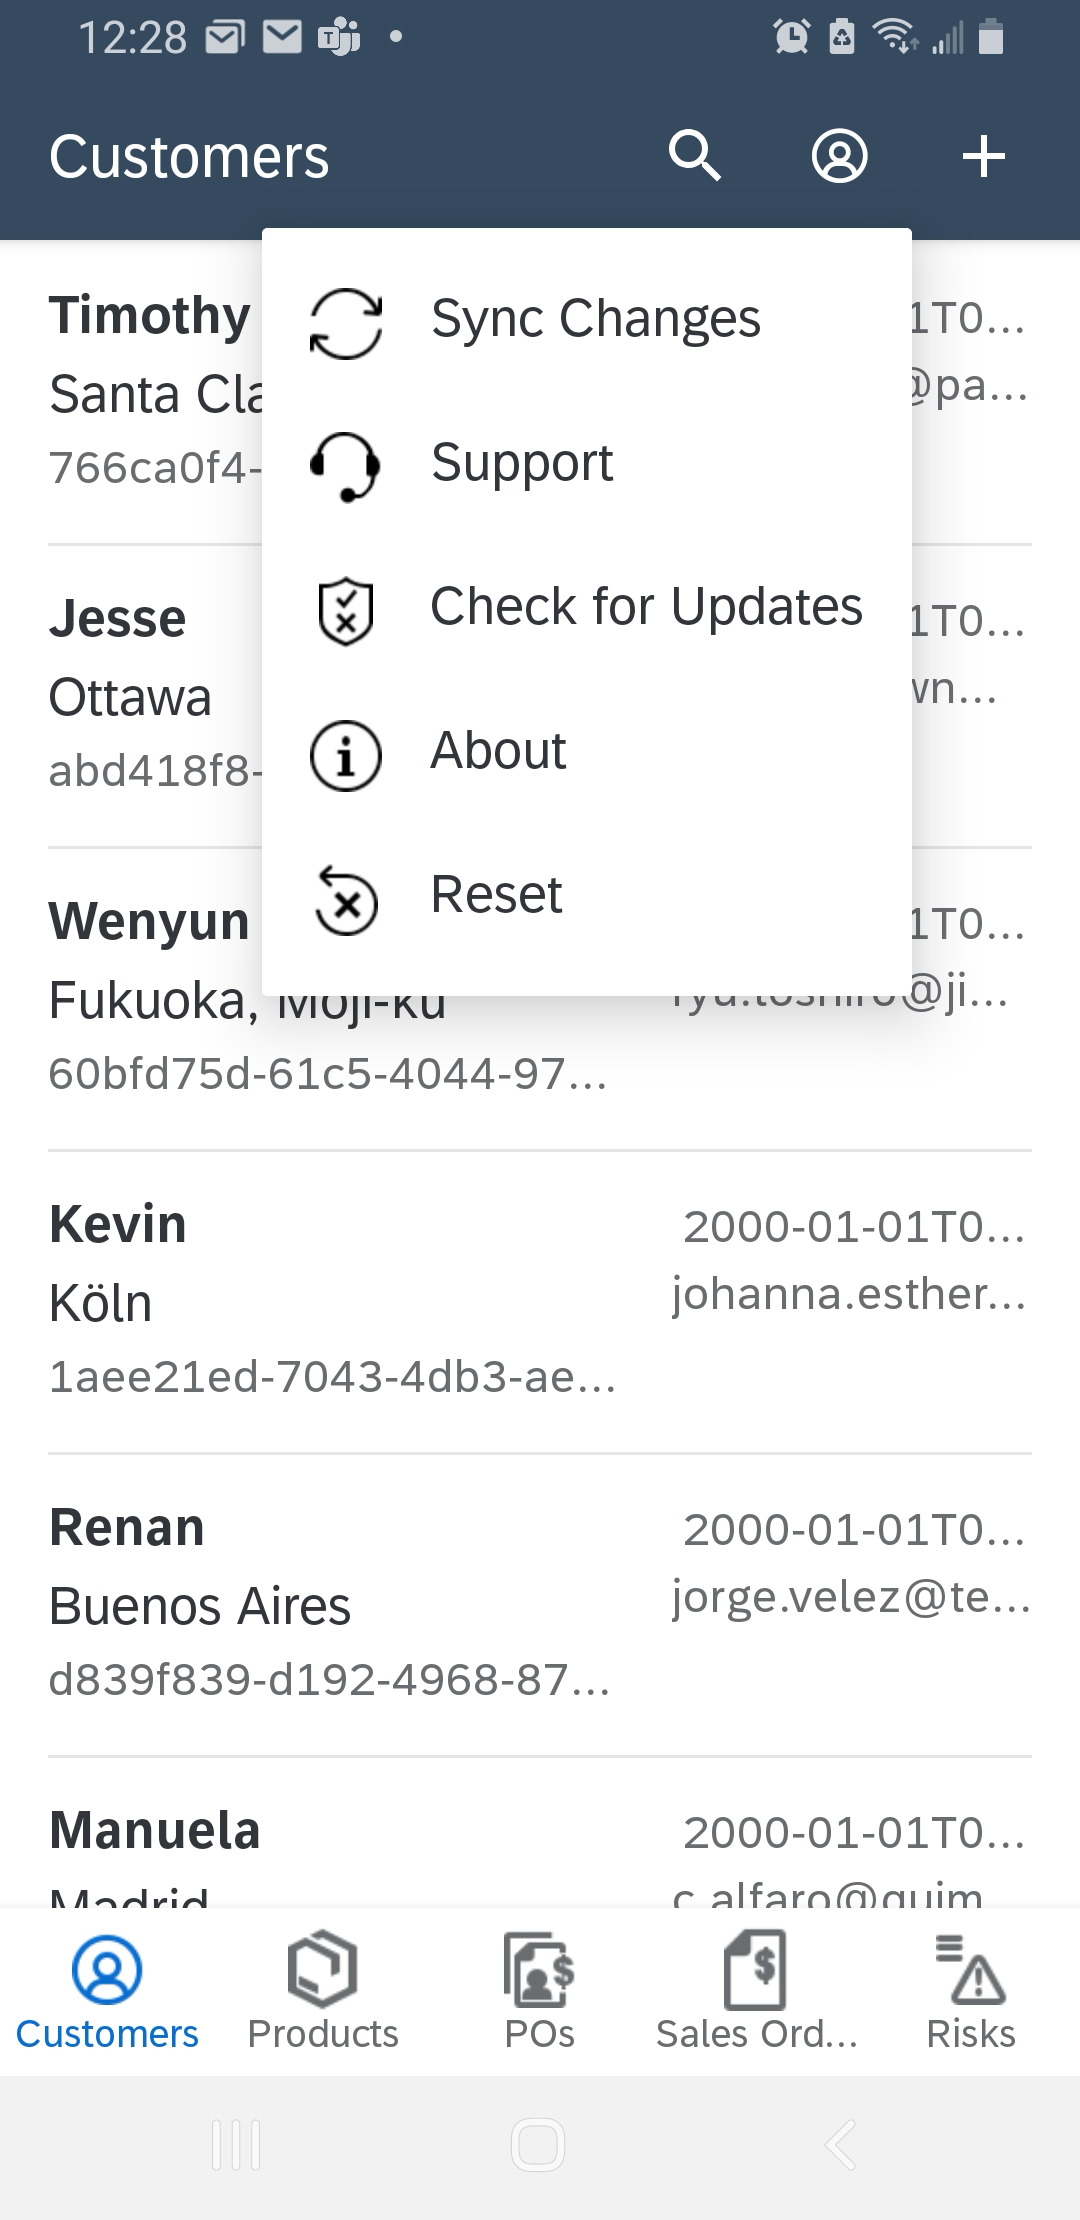 12:28
Customers
Sync Changes
Support
Check for Updates
About
Reset
Timothy
1T0...
Santa Cla
@pa...
766ca0f4-
Jesse
1T0...
Ottawa
wn...
abd418f8-
Wenyun
1T0...
Fukuoka, Moji-ku
ryu.toshiro@ji...
60bfd75d-61c5-4044-97...
Kevin
2000-01-01T0...
Köln
johanna.esther...
1aee21ed-7043-4db3-ae...
Renan
2000-01-01T0...
Buenos Aires
jorge.velez@te...
d839f839-d192-4968-87...
Manuela
2000-01-01T0...
Madrid
c.alfaro@quim
Customers
Products
POs
Sales Ord...
Risks